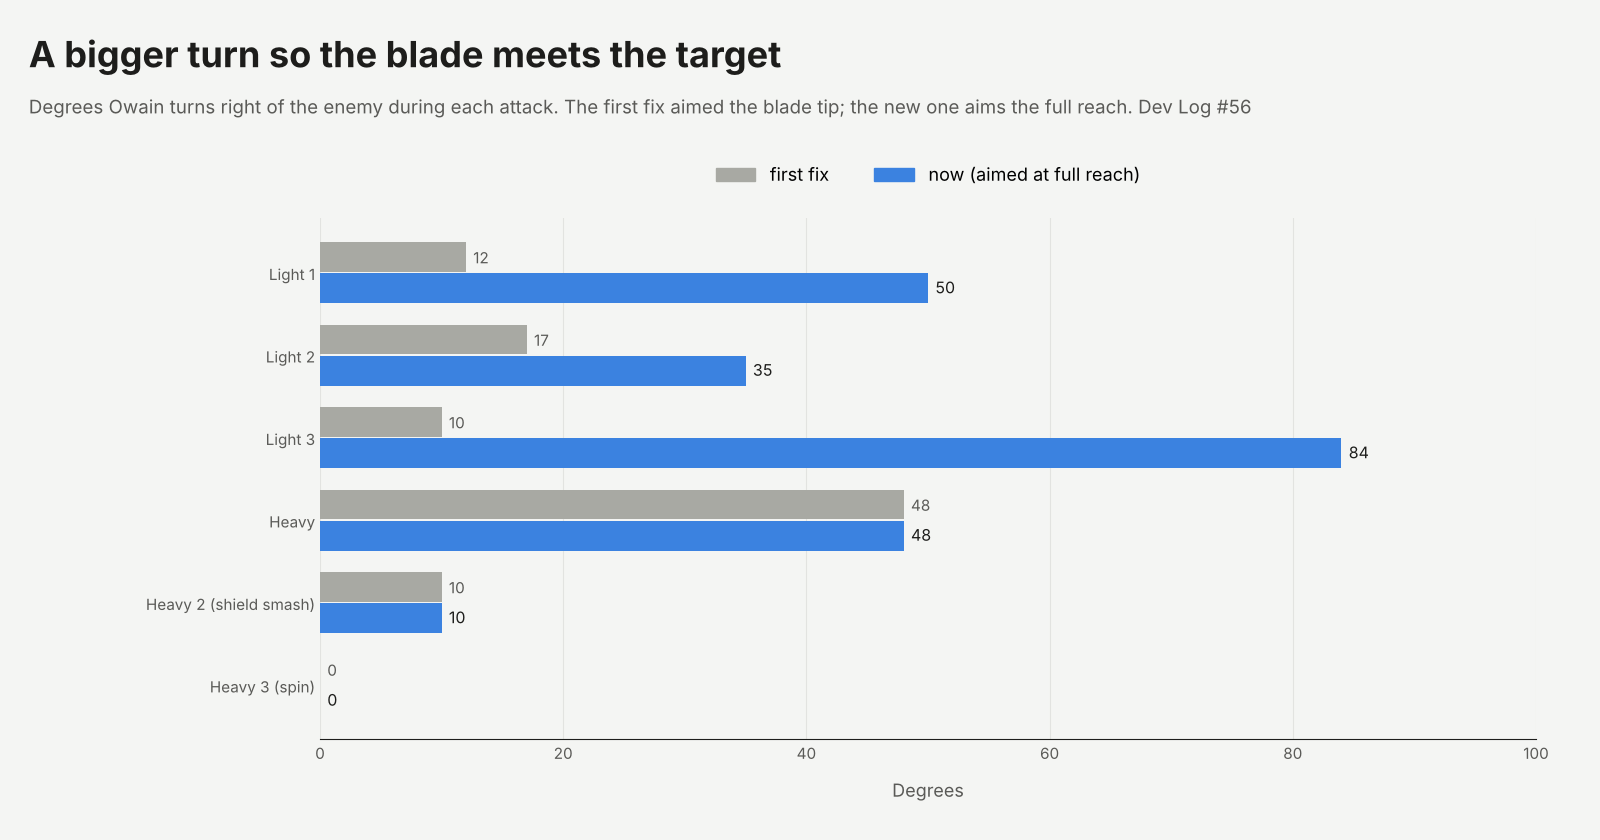 A bigger turn so the blade meets the target
Degrees Owain turns right of the enemy during each attack. The first fix aimed the blade tip; the new one aims the full reach. Dev Log #56
first fix
now (aimed at full reach)
Light 1
12
50
Light 2
17
35
Light 3
10
84
Heavy
48
48
Heavy 2 (shield smash)
10
10
Heavy 3 (spin)
0
0
0
20
40
60
80
100
Degrees